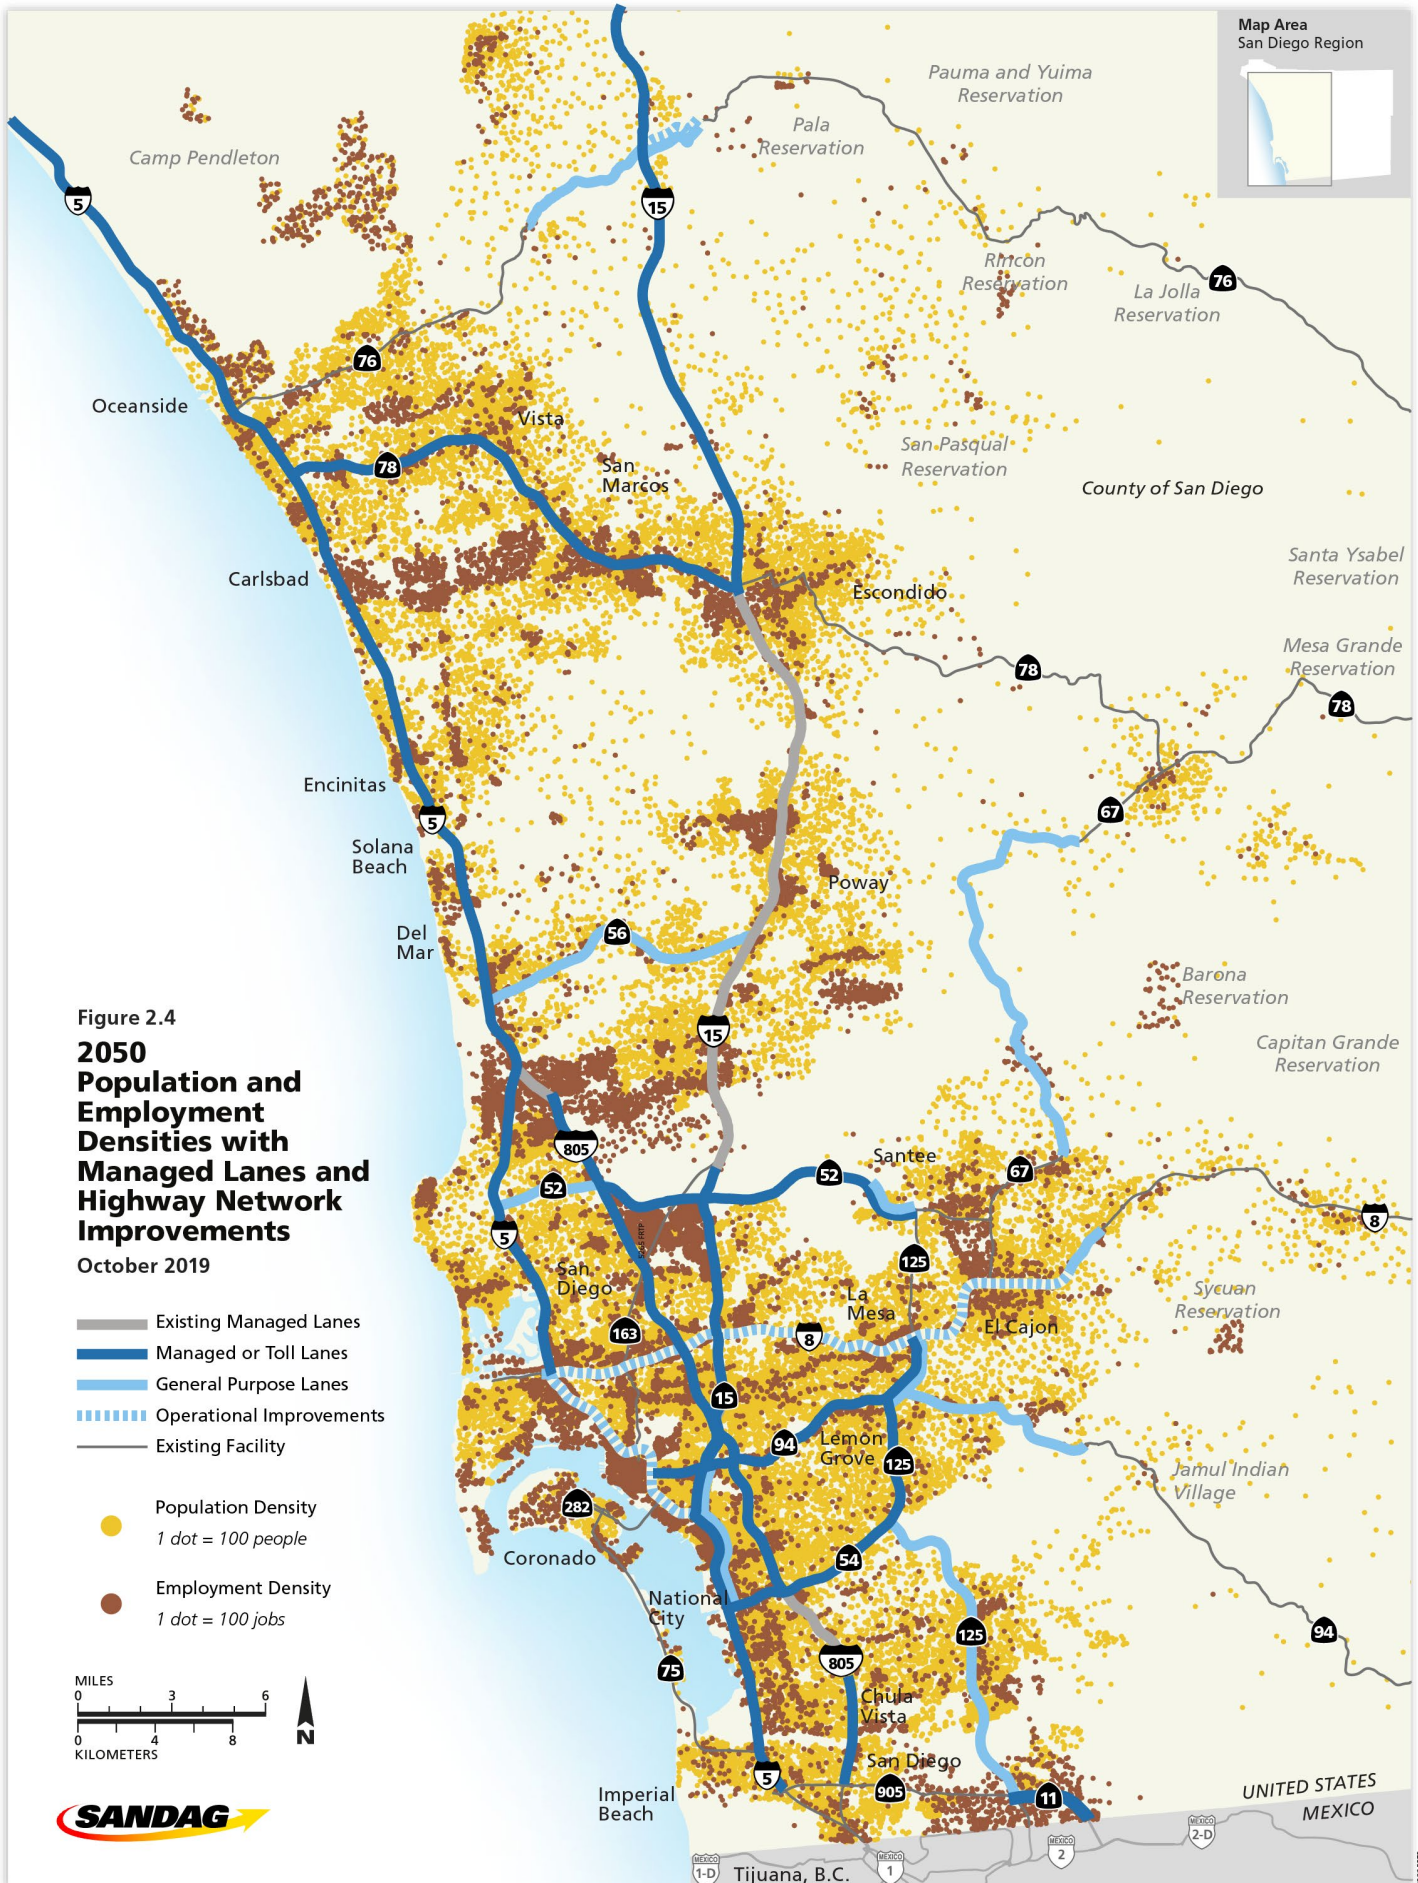 Map Area
San Diego Region
Pauma and Yuima
Reservation
Pala
Reservation
Camp Pendleton
5
15
Rincon
Reservation
La Jolla
Reservation
76
76
Oceanside
Vista
78
San
Marcos
San Pasqual
Reservation
County of San Diego
Santa Ysabel
Reservation
Carlsbad
Escondido
Mesa Grande
Reservation
78
78
Encinitas
5
67
Solana
Beach
Poway
Del
Mar
56
Barona
Reservation
15
Capitan Grande
Reservation
Figure 2.4
2050
Population and
Employment
Densities with
Managed Lanes and
Highway Network
Improvements
October 2019
805
Santee
52
52
67
8
5
125
San
Diego
La
Mesa
Sycuan
Reservation
163
8
El Cajon
Existing Managed Lanes
Managed or Toll Lanes
General Purpose Lanes
Operational Improvements
Existing Facility
15
94
Lemon
Grove
125
Jamul Indian
Village
Population Density
1 dot = 100 people
Employment Density
1 dot = 100 jobs
282
Coronado
54
National
City
125
94
75
805
Chula
Vista
MILES
0 3 6
0 4 8
KILOMETERS
N
San Diego
5
905
11
Imperial
Beach
UNITED STATES
MEXICO
SANDAG
MEXICO
1-D
Tijuana, B.C.
MEXICO
1
MEXICO
2
MEXICO
2-D